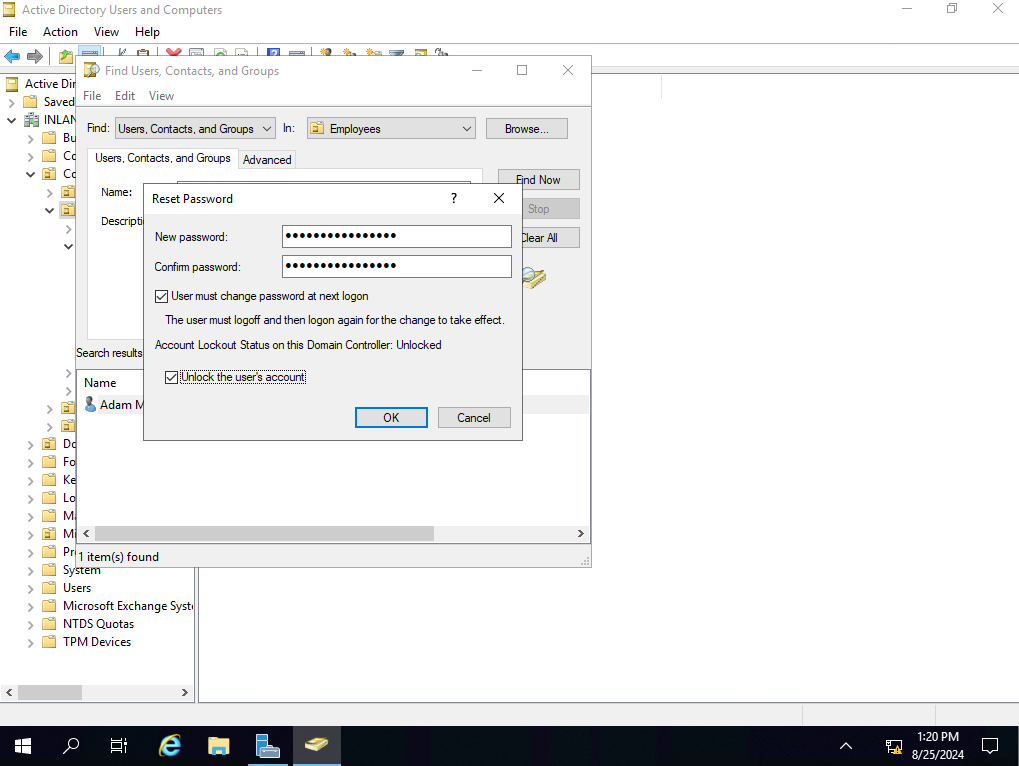 Active Directory Users and Computers
File Action View Help
Active Dir
Saved
INLAN
Bu
Co
Co
Do
Fo
Ke
Lo
Ma
Mi
Pr
System
Users
Microsoft Exchange Syst
NTDS Quotas
TPM Devices
Find Users, Contacts, and Groups
File Edit View
Find: Users, Contacts, and Groups In: Employees Browse...
Users, Contacts, and Groups Advanced
Name:
Descripti
Find Now
Stop
Clear All
Search results
Name
Adam M
1 item(s) found
Reset Password ?
New password: ••••••••••••••••
Confirm password: ••••••••••••••••
User must change password at next logon
The user must logoff and then logon again for the change to take effect.
Account Lockout Status on this Domain Controller: Unlocked
Unlock the user's account
OK Cancel
1:20 PM
8/25/2024